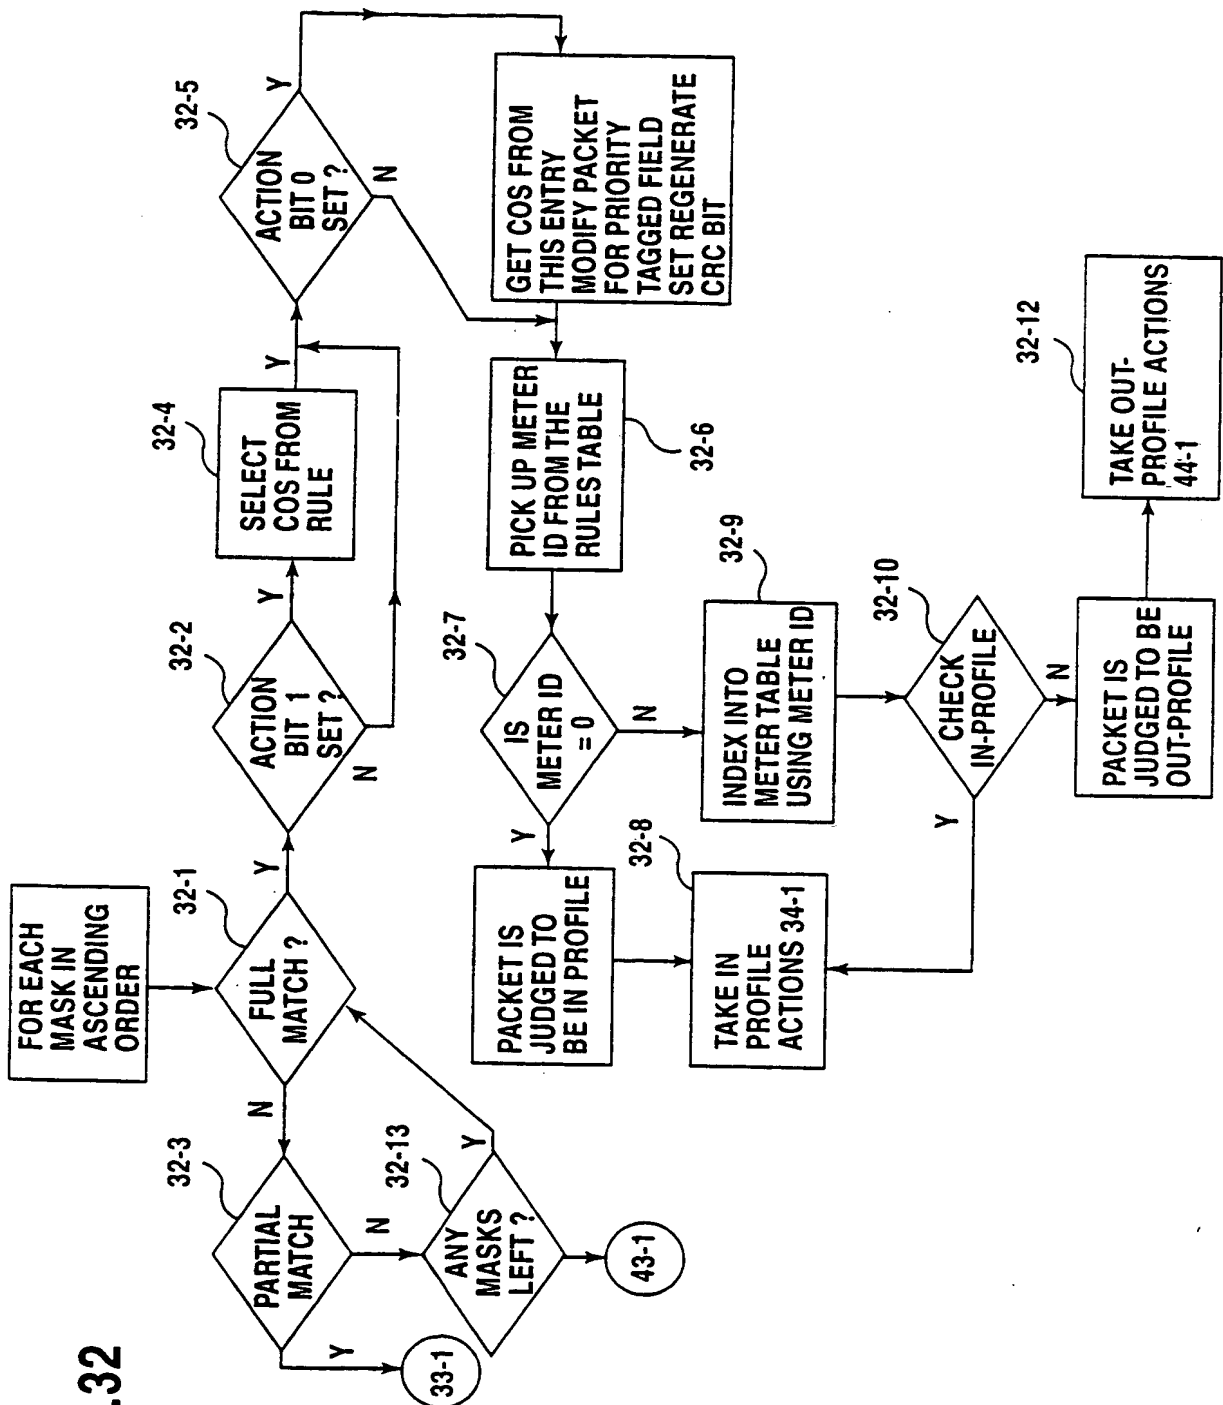 .32
FOR EACH
MASK IN
ASCENDING
ORDER
32-1
FULL
MATCH ?
Y
N
32-3
PARTIAL
MATCH
Y
33-1
N
32-13
ANY
MASKS
LEFT ?
Y
43-1
32-2
ACTION
BIT 1
SET ?
Y
N
32-4
SELECT
COS FROM
RULE
Y
32-5
ACTION
BIT 0
SET ?
Y
N
GET COS FROM
THIS ENTRY
MODIFY PACKET
FOR PRIORITY
TAGGED FIELD
SET REGENERATE
CRC BIT
PICK UP METER
ID FROM THE
RULES TABLE
32-6
32-7
IS
METER ID
= 0
Y
N
PACKET IS
JUDGED TO
BE IN PROFILE
32-8
TAKE IN
PROFILE
ACTIONS 34-1
32-9
INDEX INTO
METER TABLE
USING METER ID
32-10
CHECK
IN-PROFILE
Y
N
PACKET IS
JUDGED TO BE
OUT-PROFILE
32-12
TAKE OUT-
PROFILE ACTIONS
44-1